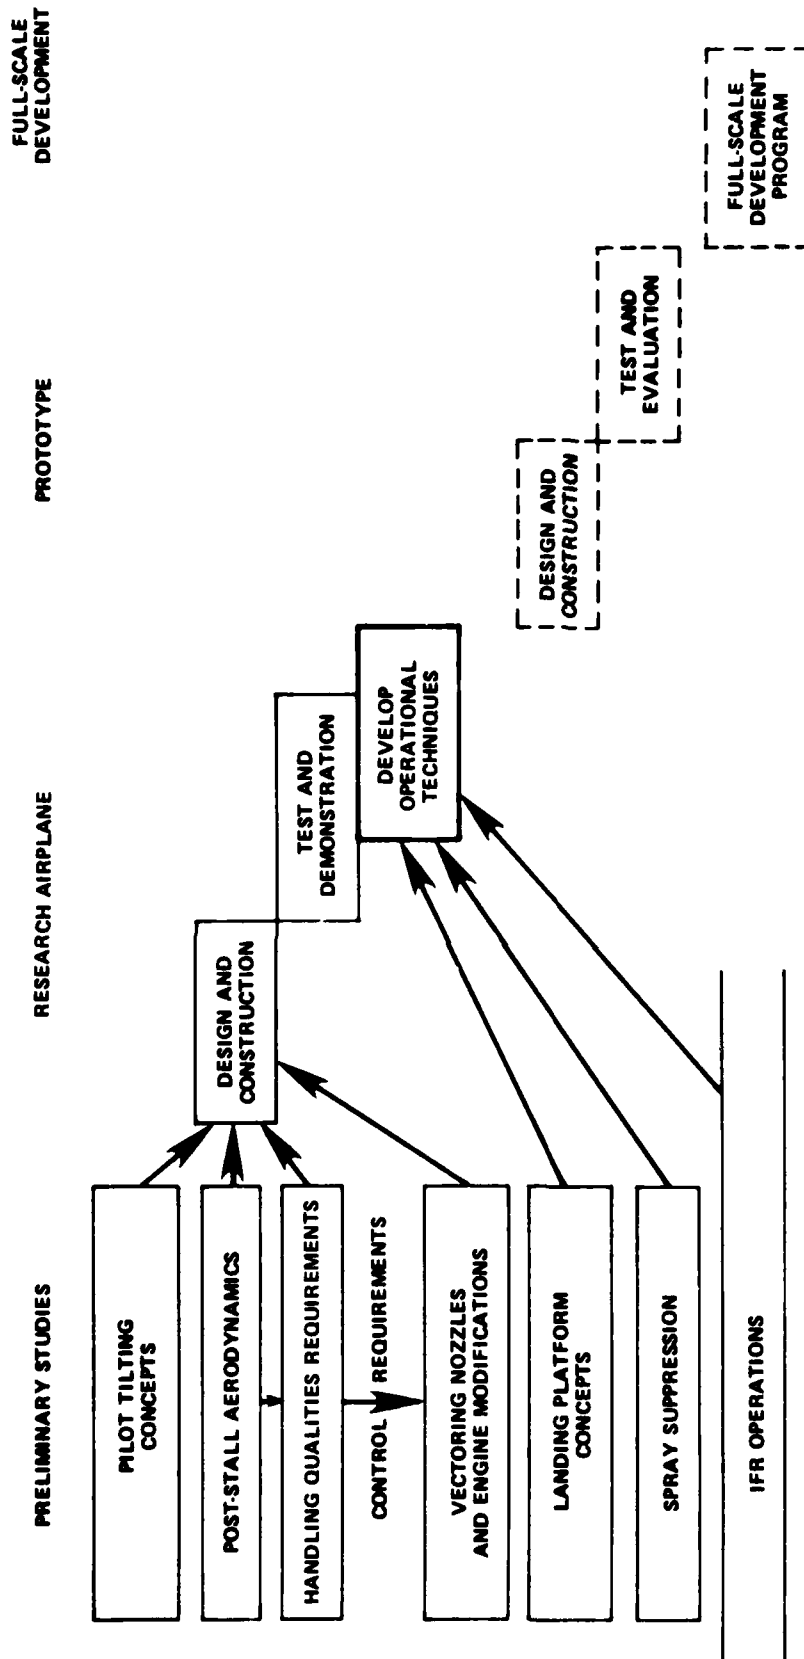 PRELIMINARY STUDIES
RESEARCH AIRPLANE
PROTOTYPE
FULL-SCALE
DEVELOPMENT
PILOT TILTING
CONCEPTS
POST-STALL AERODYNAMICS
HANDLING QUALITIES REQUIREMENTS
CONTROL REQUIREMENTS
VECTORING NOZZLES
AND ENGINE MODIFICATIONS
LANDING PLATFORM
CONCEPTS
SPRAY SUPPRESSION
IFR OPERATIONS
DESIGN AND
CONSTRUCTION
TEST AND
DEMONSTRATION
DEVELOP
OPERATIONAL
TECHNIQUES
DESIGN AND
CONSTRUCTION
TEST AND
EVALUATION
FULL-SCALE
DEVELOPMENT
PROGRAM